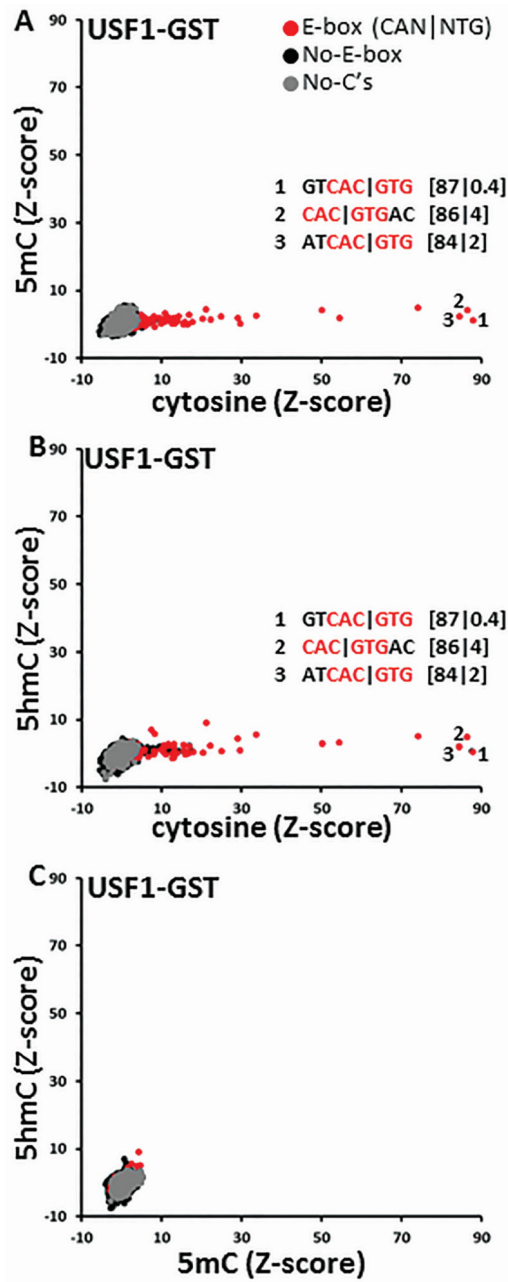 A USF1-GST
E-box (CAN|NTG)
No-E-box
No-C's
90
70
50
30
10
-10
5mC (Z-score)
1 GTCAC|GTG [87|0.4]
2 CAC|GTGAC [86|4]
3 ATCAC|GTG [84|2]
2
3 1
-10 10 30 50 70 90
cytosine (Z-score)
B USF1-GST
90
70
50
30
10
-10
5hmC (Z-score)
1 GTCAC|GTG [87|0.4]
2 CAC|GTGAC [86|4]
3 ATCAC|GTG [84|2]
2
3 1
-10 10 30 50 70 90
cytosine (Z-score)
C USF1-GST
90
70
50
30
10
-10
5hmC (Z-score)
-10 10 30 50 70 90
5mC (Z-score)